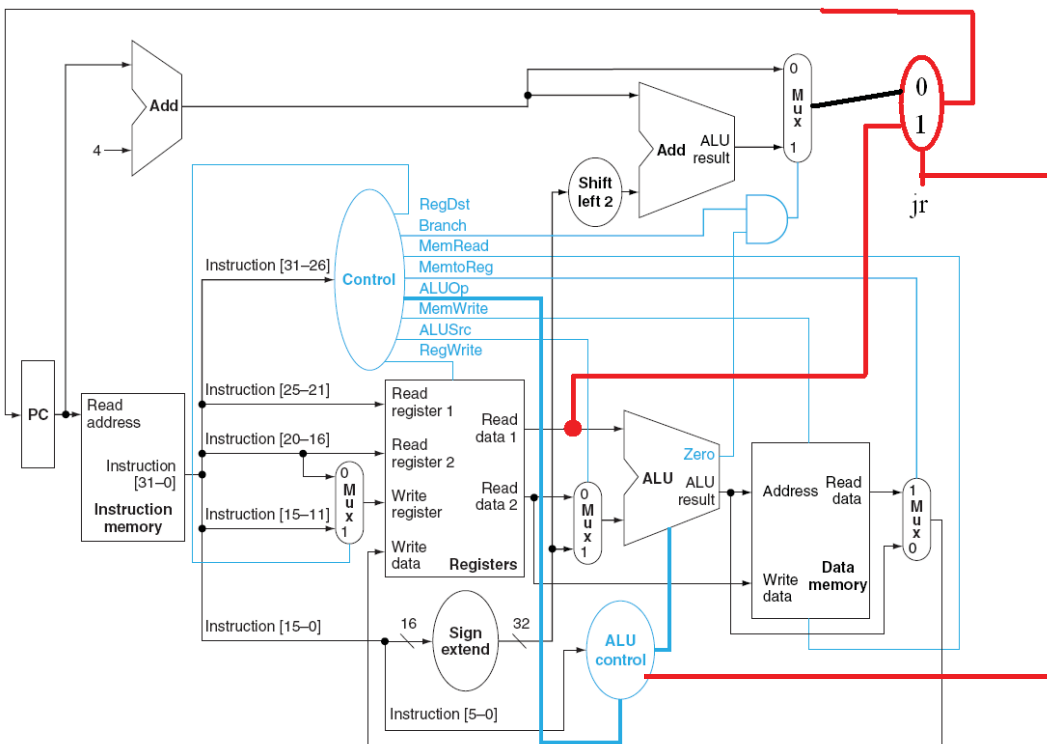 0
M
u
x
1
0
1
jr
Add
4
Add
ALU
result
Shift
left 2
RegDst
Branch
MemRead
MemtoReg
ALUOp
MemWrite
ALUSrc
RegWrite
Control
Instruction [31–26]
Instruction [25–21]
Instruction [20–16]
Instruction [15–11]
Instruction [15–0]
Instruction [5–0]
PC
Read
address
Instruction
[31–0]
Instruction
memory
0
M
u
x
1
Read
register 1
Read
register 2
Write
register
Write
data
Read
data 1
Read
data 2
Registers
0
M
u
x
1
Zero
ALU
ALU
result
Address
Read
data
Write
data
Data
memory
1
M
u
x
0
16
Sign
extend
32
ALU
control